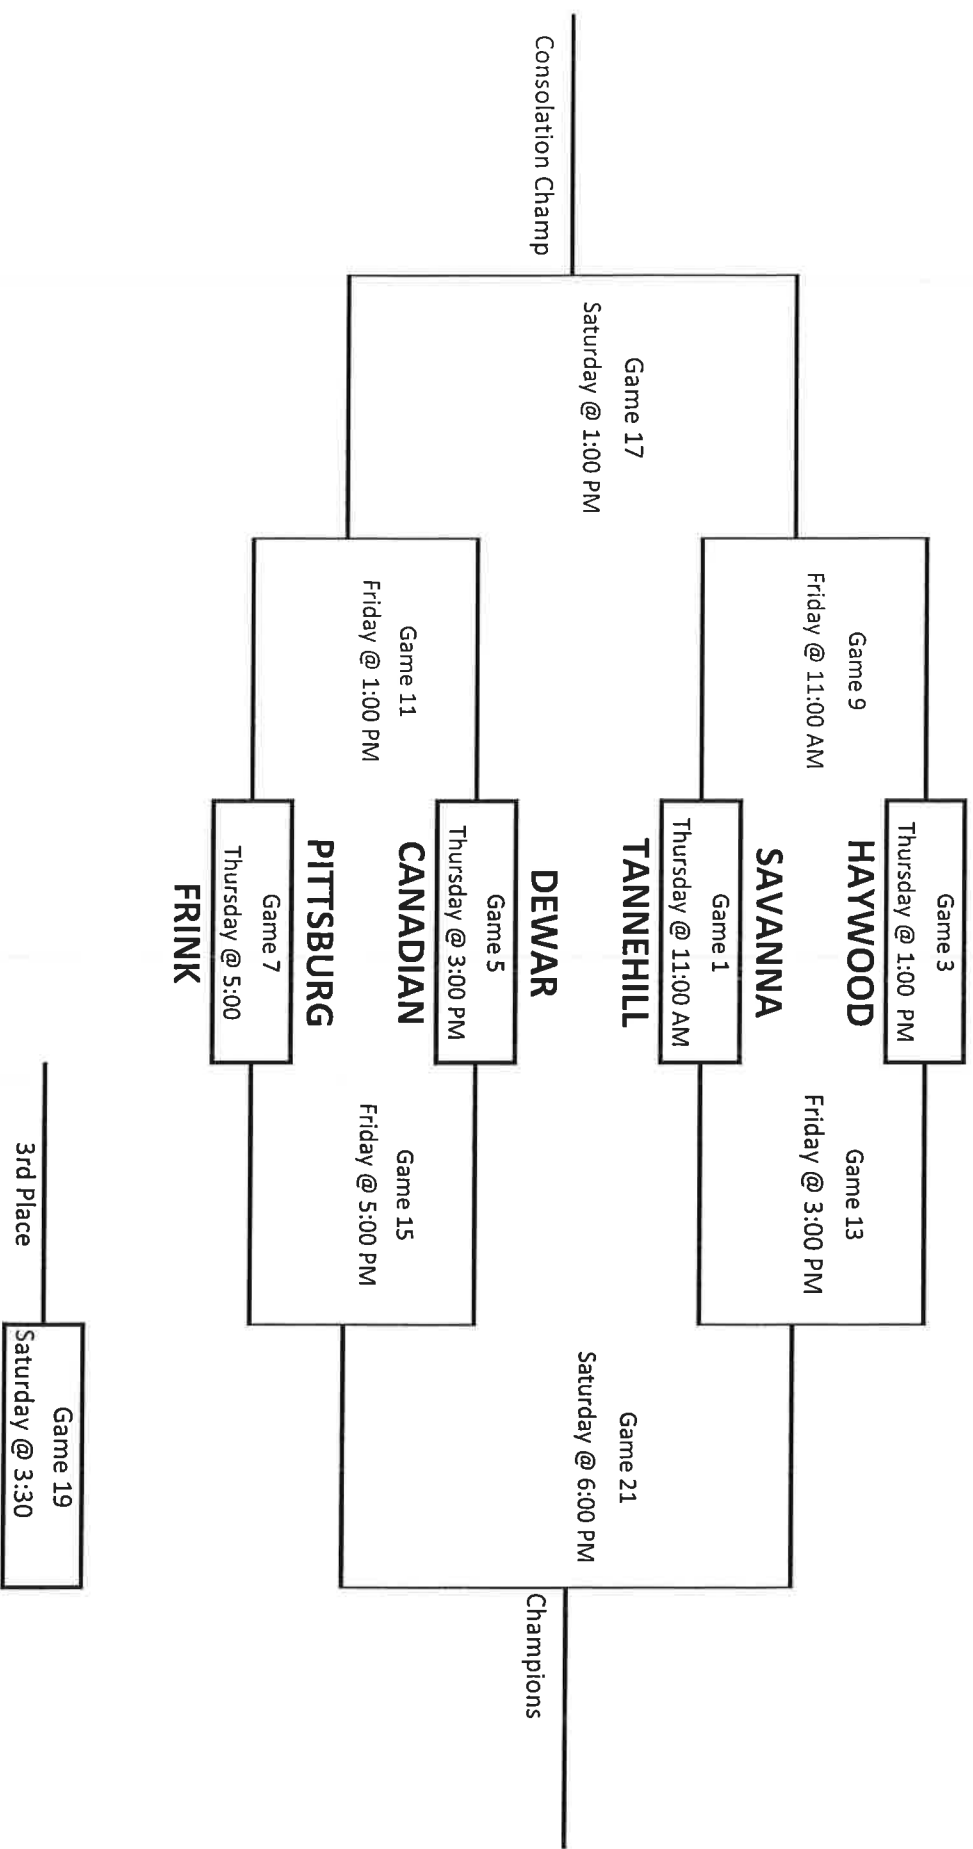 Game 3
Thursday @ 1:00 PM
Game 9
Friday @ 11:00 AM
HAYWOOD
Game 13
Friday @ 3:00 PM
SAVANNA
Game 1
Thursday @ 11:00 AM
TANNEHILL
Game 17
Saturday @ 1:00 PM
Game 21
Saturday @ 6:00 PM
Consolation Champ
DEWAR
Champions
Game 5
Thursday @ 3:00 PM
CANADIAN
Game 11
Friday @ 1:00 PM
Game 15
Friday @ 5:00 PM
PITTSBURG
Game 7
Thursday @ 5:00
FRINK
Game 19
Saturday @ 3:30
3rd Place